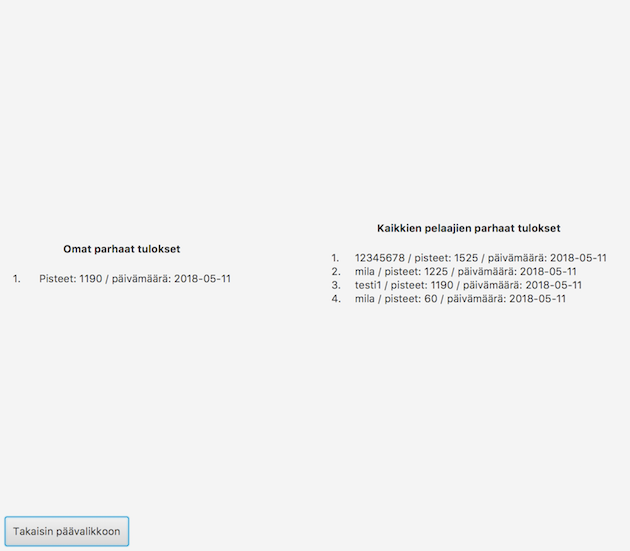 Omat parhaat tulokset
1. Pisteet: 1190 / päivämäärä: 2018-05-11
Kaikkien pelaajien parhaat tulokset
1. 12345678 / pisteet: 1525 / päivämäärä: 2018-05-11
2. mila / pisteet: 1225 / päivämäärä: 2018-05-11
3. testi1 / pisteet: 1190 / päivämäärä: 2018-05-11
4. mila / pisteet: 60 / päivämäärä: 2018-05-11
Takaisin päävalikkoon